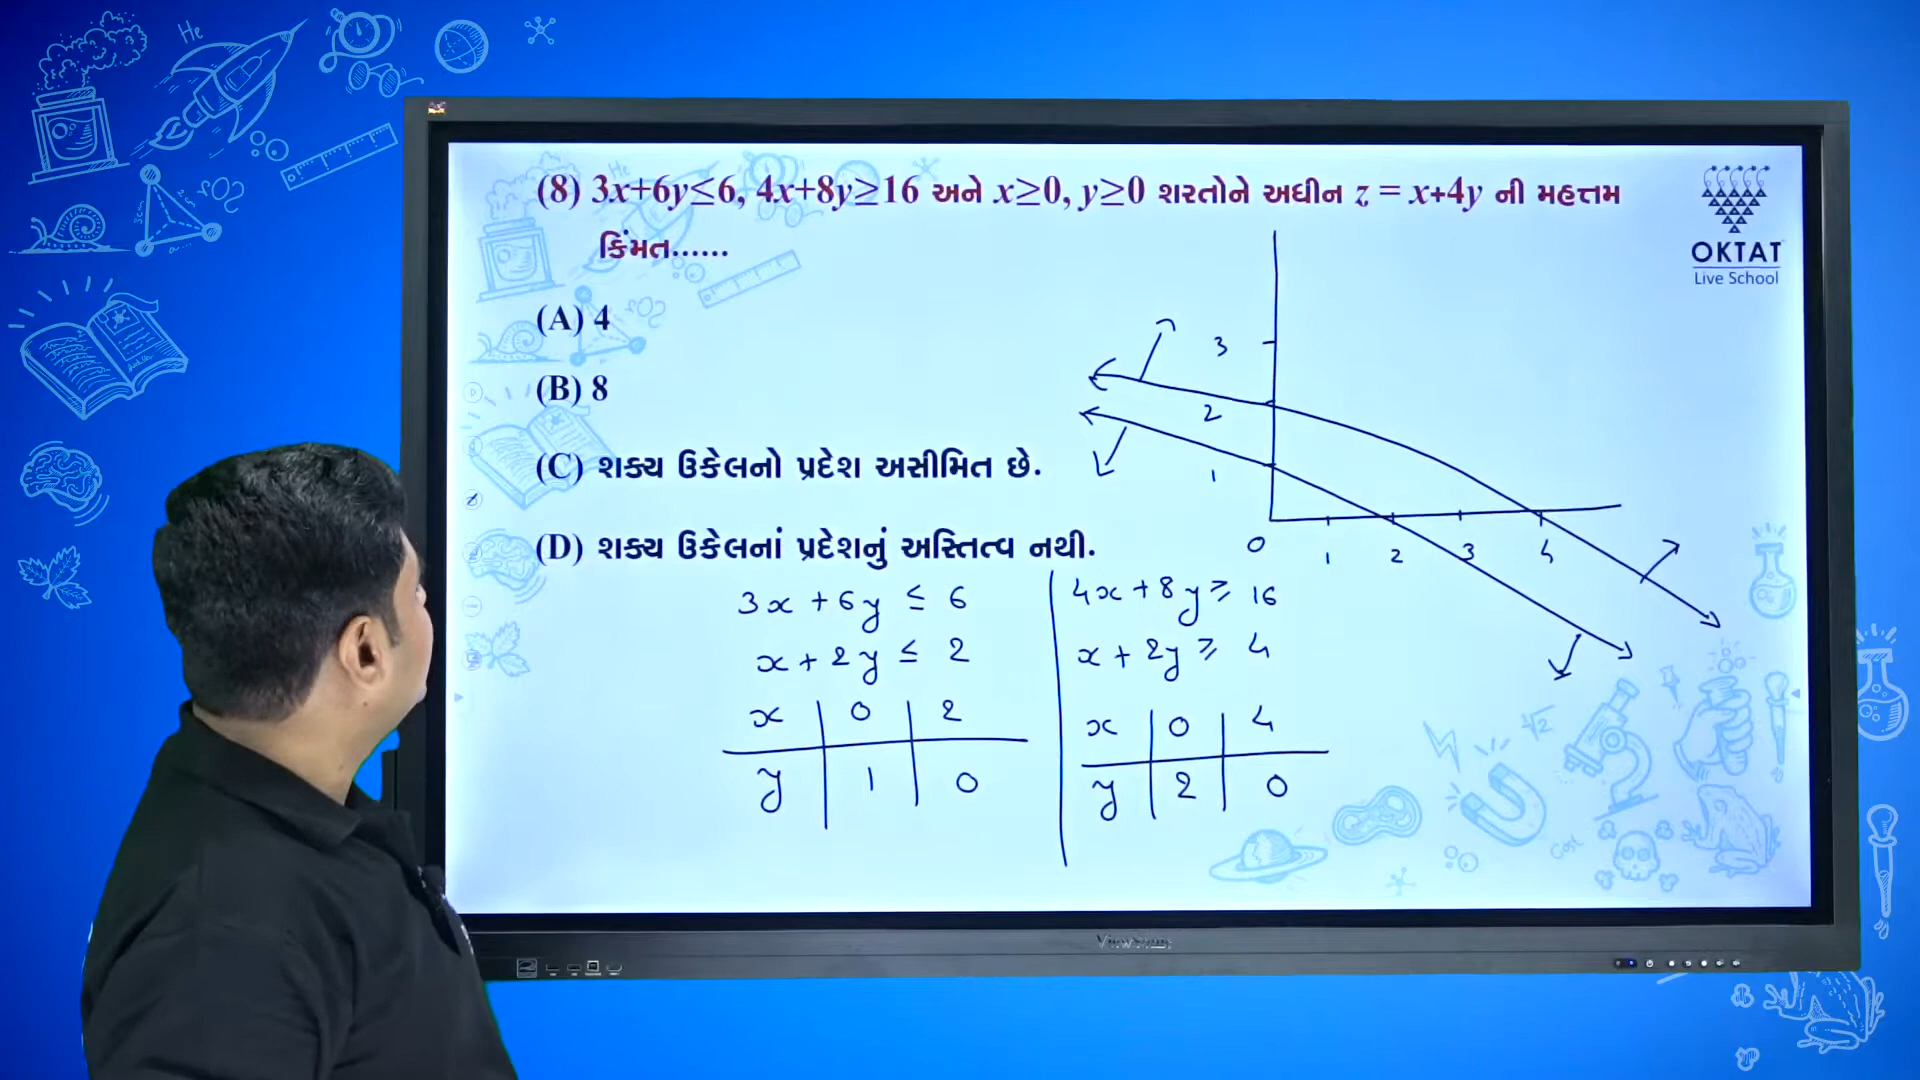 (8) 3x+6y≤6, 4x+8y≥16 અને x≥0, y≥0 શરતોને અધીન z = x+4y ની મહત્તમ
કિંમત......
OKTAT
Live School
(A) 4
(B) 8
(C) શક્ય ઉકેલનો પ્રદેશ અસીમિત છે.
(D) શક્ય ઉકેલનાં પ્રદેશનું અસ્તિત્વ નથી.
3
2
1
0 1 2 3 4
3x + 6y ≤ 6
x + 2y ≤ 2
x 0 2
y 1 0
4x + 8y ≥ 16
x + 2y ≥ 4
x 0 4
y 2 0
ViewSonic
He